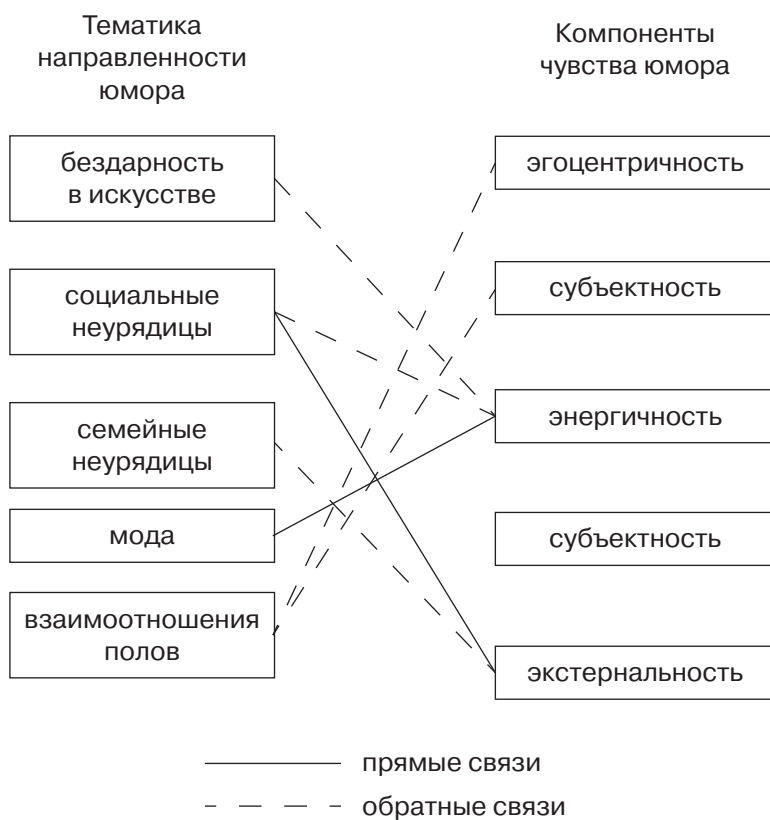 Тематика
направленности
юмора
Компоненты
чувства юмора
бездарность
в искусстве
социальные
неурядицы
семейные
неурядицы
мода
взаимоотношения
полов
эгоцентричность
субъектность
энергичность
субъектность
экстернальность
прямые связи
обратные связи